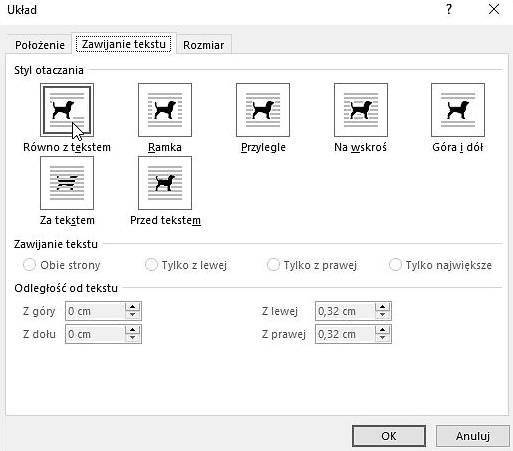 Układ ?
Położenie Zawijanie tekstu Rozmiar
Styl otaczania
Równo z tekstem Ramka Przylegle Na wskroś Góra i dół
Za tekstem Przed tekstem
Zawijanie tekstu
Obie strony Tylko z lewej Tylko z prawej Tylko największe
Odległość od tekstu
Z góry 0 cm Z lewej 0,32 cm
Z dołu 0 cm Z prawej 0,32 cm
OK Anuluj